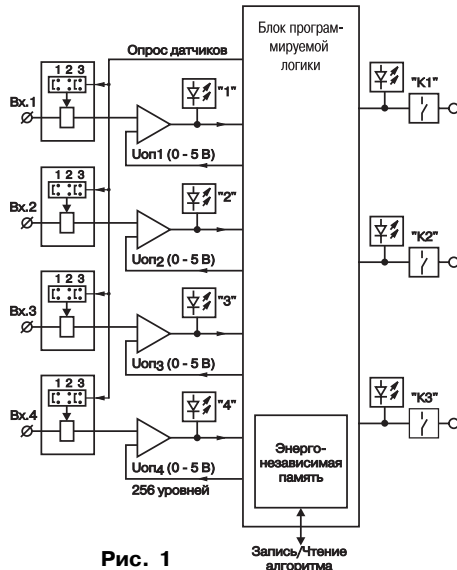 Блок програм-
мируемой
логики
Опрос датчиков
1 2 3
Вх.1
"1"
Uоп1 (0 - 5 В)
"К1"
1 2 3
Вх.2
"2"
Uоп2 (0 - 5 В)
"К2"
1 2 3
Вх.3
"3"
Uоп3 (0 - 5 В)
1 2 3
Вх.4
"4"
Uоп4 (0 - 5 В)
256 уровней
"К3"
Энерго-
независимая
память
Рис. 1
Запись/Чтение
алгоритма